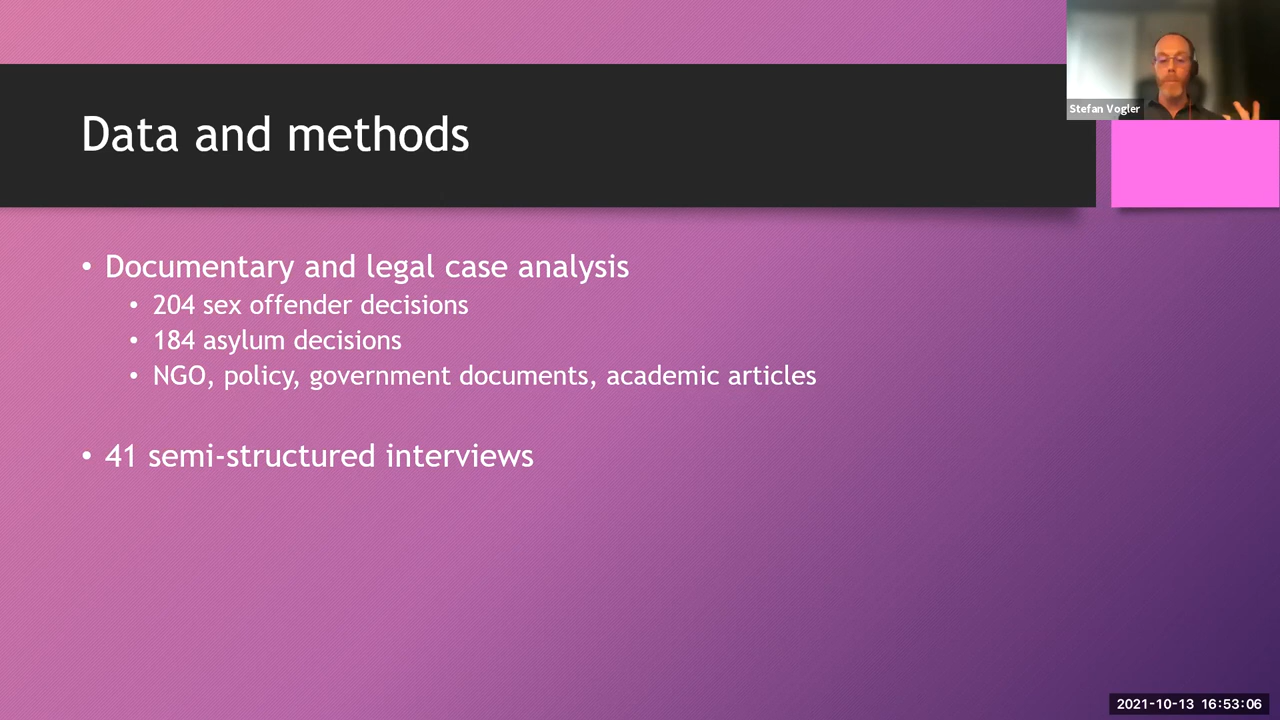 Stefan Vogler
Data and methods
• Documentary and legal case analysis
• 204 sex offender decisions
• 184 asylum decisions
• NGO, policy, government documents, academic articles
• 41 semi-structured interviews
2021-10-13 16:53:06